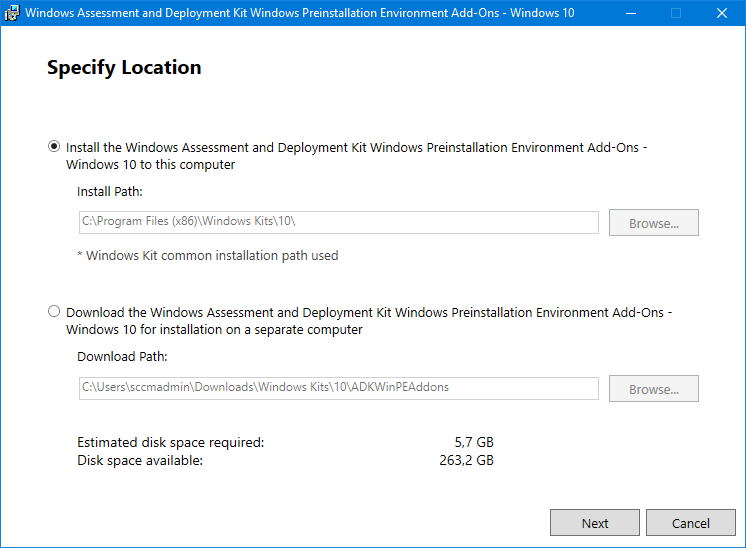 Windows Assessment and Deployment Kit Windows Preinstallation Environment Add-Ons - Windows 10
Specify Location
Install the Windows Assessment and Deployment Kit Windows Preinstallation Environment Add-Ons -
Windows 10 to this computer
Install Path:
C:\Program Files (x86)\Windows Kits\10\
Browse...
* Windows Kit common installation path used
Download the Windows Assessment and Deployment Kit Windows Preinstallation Environment Add-Ons -
Windows 10 for installation on a separate computer
Download Path:
C:\Users\sccmadmin\Downloads\Windows Kits\10\ADKWinPEAddons
Browse...
Estimated disk space required: 5,7 GB
Disk space available: 263,2 GB
Next
Cancel